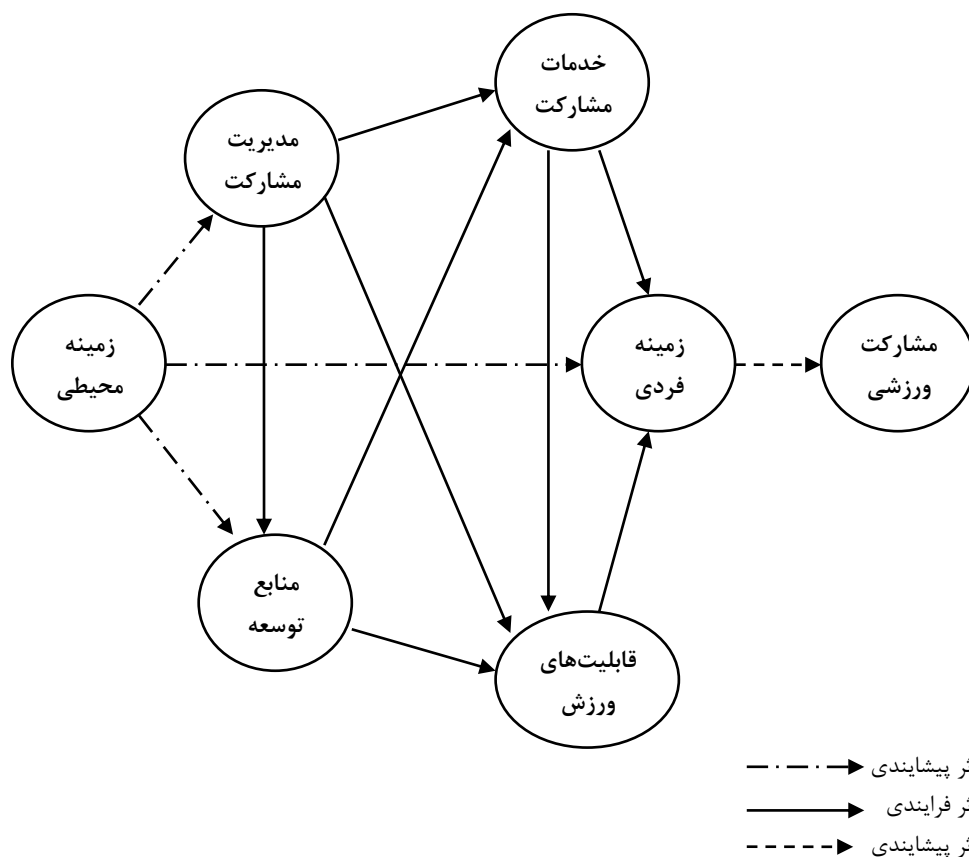 خدمات
مشارکت
مدیریت
مشارکت
زمینه
محیطی
زمینه
فردی
مشارکت
ورزشی
منابع
توسعه
قابلیت‌های
ورزش
ثر پیشایندی
ثر فرایندی
ثر پیشایندی